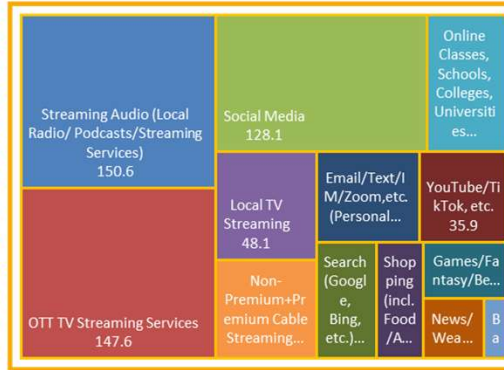 Streaming Audio (Local
Radio/ Podcasts/Streaming
Services)
150.6
OTT TV Streaming Services
147.6
Social Media
128.1
Online
Classes,
Schools,
Colleges,
Universiti
es...
Local TV
Streaming
48.1
Non-
Premium+Pr
emium Cable
Streaming...
Email/Text/I
M/Zoom,etc.
(Personal...
YouTube/Ti
kTok, etc.
35.9
Search
(Googl
e,
Bing,
etc.)...
Shop
ping
(incl.
Food
/A...
Games/Fa
ntasy/Be...
News/
Wea...
B
a